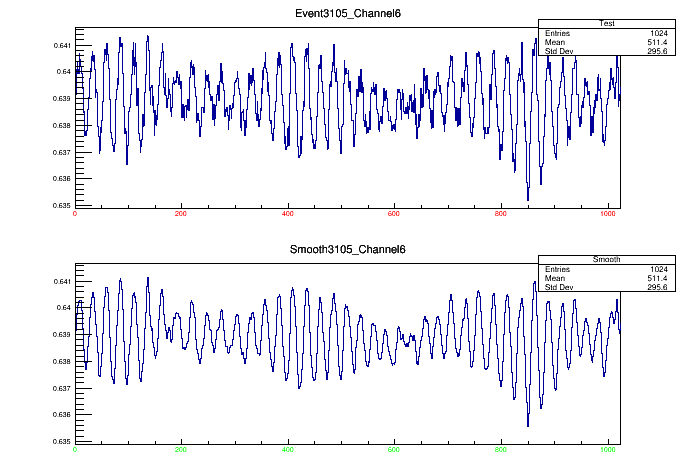 Event3105_Channel6
Test
Entries 1024
Mean 511.4
Std Dev 295.6
0.641
0.64
0.639
0.638
0.637
0.636
0.635
0 200 400 600 800 1000
Smooth3105_Channel6
Smooth
Entries 1024
Mean 511.4
Std Dev 295.6
0.641
0.64
0.639
0.638
0.637
0.636
0.635
0 200 400 600 800 1000